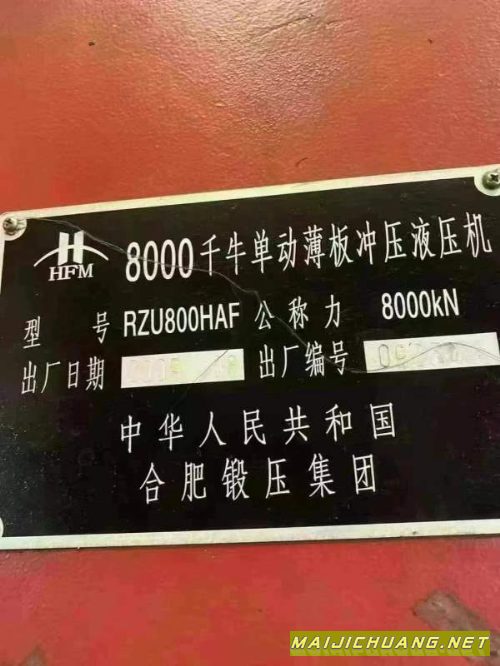 HFM
8000千牛单动薄板冲压液压机
型 号 RZU800HAF 公称力 8000kN
出厂日期 出厂编号
中华人民共和国
合肥锻压集团
MAIJICHUANG.NET